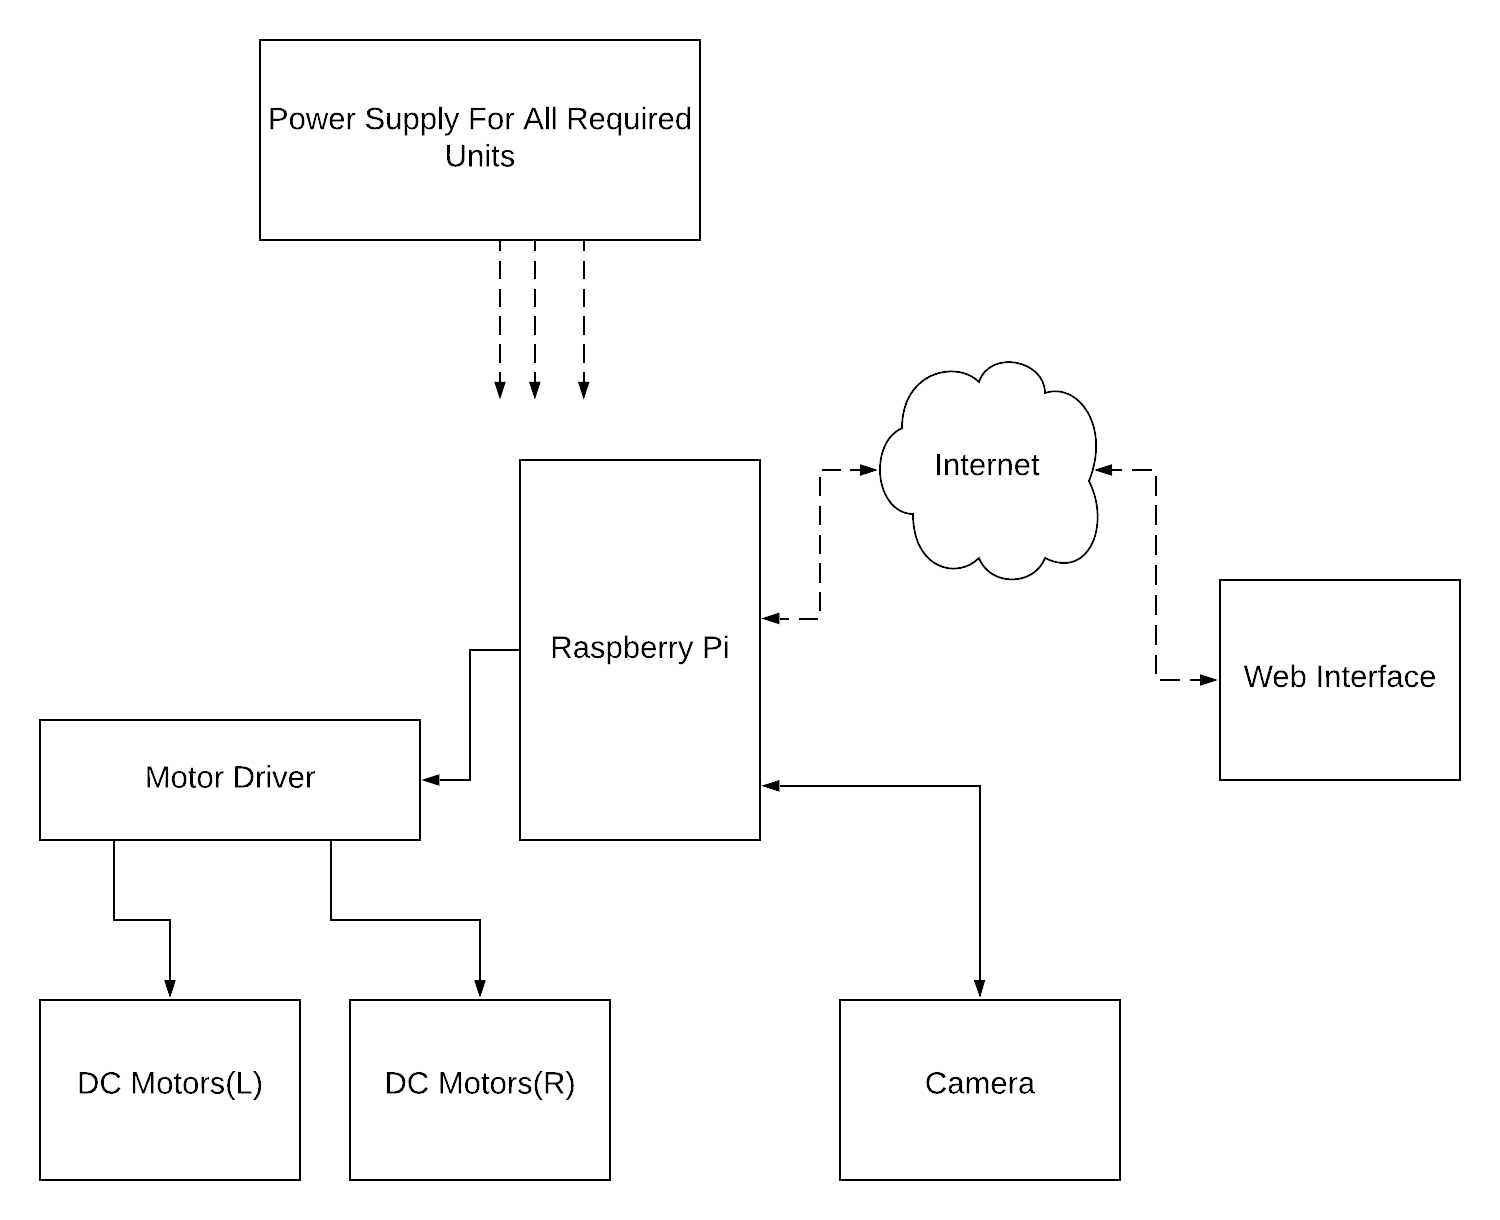 Power Supply For All Required
Units
Internet
Raspberry Pi
Web Interface
Motor Driver
DC Motors(L)
DC Motors(R)
Camera